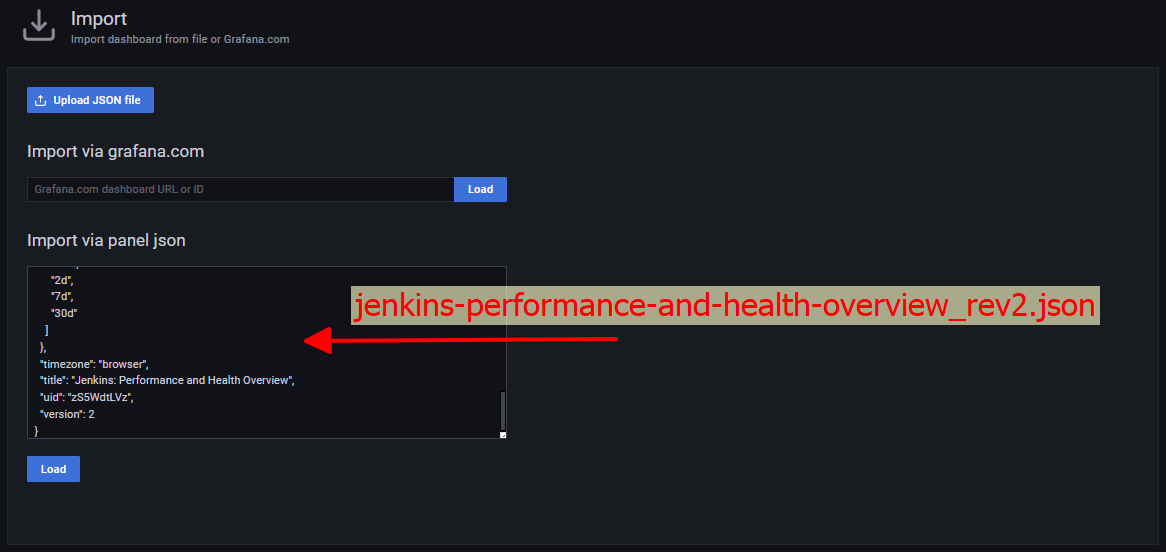 Import
Import dashboard from file or Grafana.com
Upload JSON file
Import via grafana.com
Grafana.com dashboard URL or ID
Load
Import via panel json
"2d",
"7d",
"30d"
]
},
"timezone": "browser",
"title": "Jenkins: Performance and Health Overview",
"uid": "zS5WdtLVz",
"version": 2
}
jenkins-performance-and-health-overview_rev2.json
Load